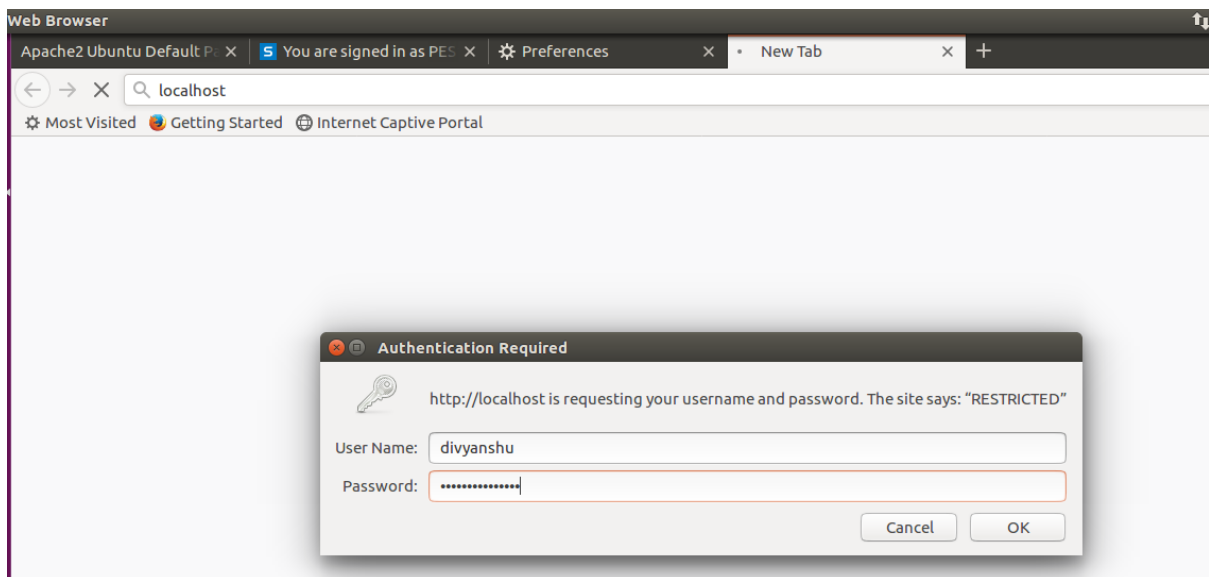 Web Browser
Apache2 Ubuntu Default Pa
S You are signed in as PES
Preferences
New Tab
localhost
Most Visited Getting Started Internet Captive Portal
Authentication Required
http://localhost is requesting your username and password. The site says: “RESTRICTED”
User Name: divyanshu
Password: •••••••••••••••
Cancel OK